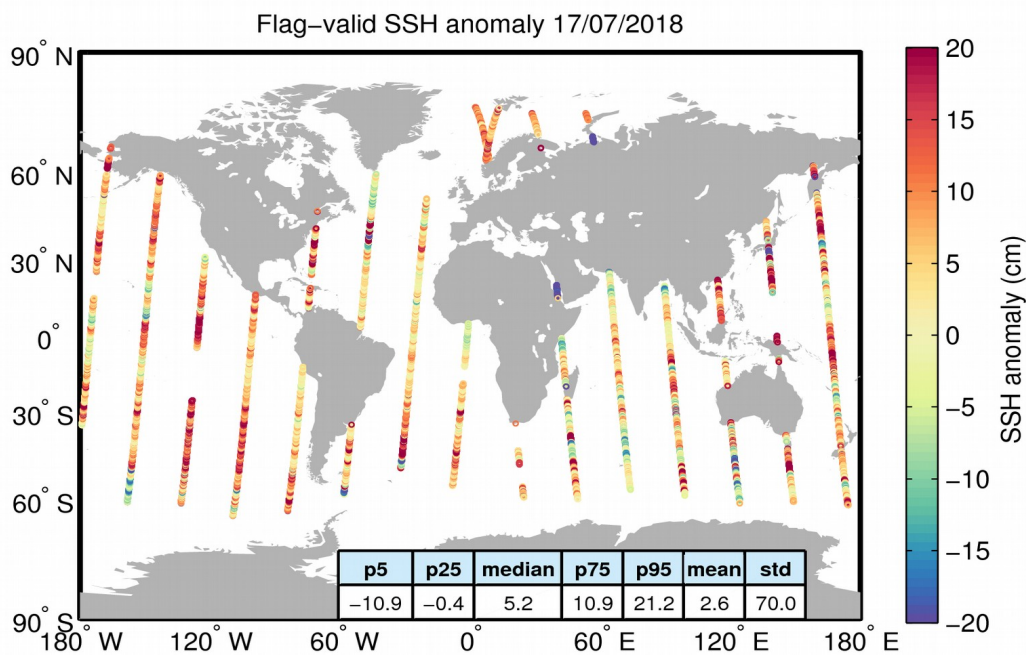 Flag−valid SSH anomaly 17/07/2018
90° N
60° N
30° N
0°
30° S
60° S
90° S
180° W 120° W 60° W 0° 60° E 120° E 180° E
p5 p25 median p75 p95 mean std
−10.9 −0.4 5.2 10.9 21.2 2.6 70.0
20
15
10
5
0
−5
−10
−15
−20
SSH anomaly (cm)